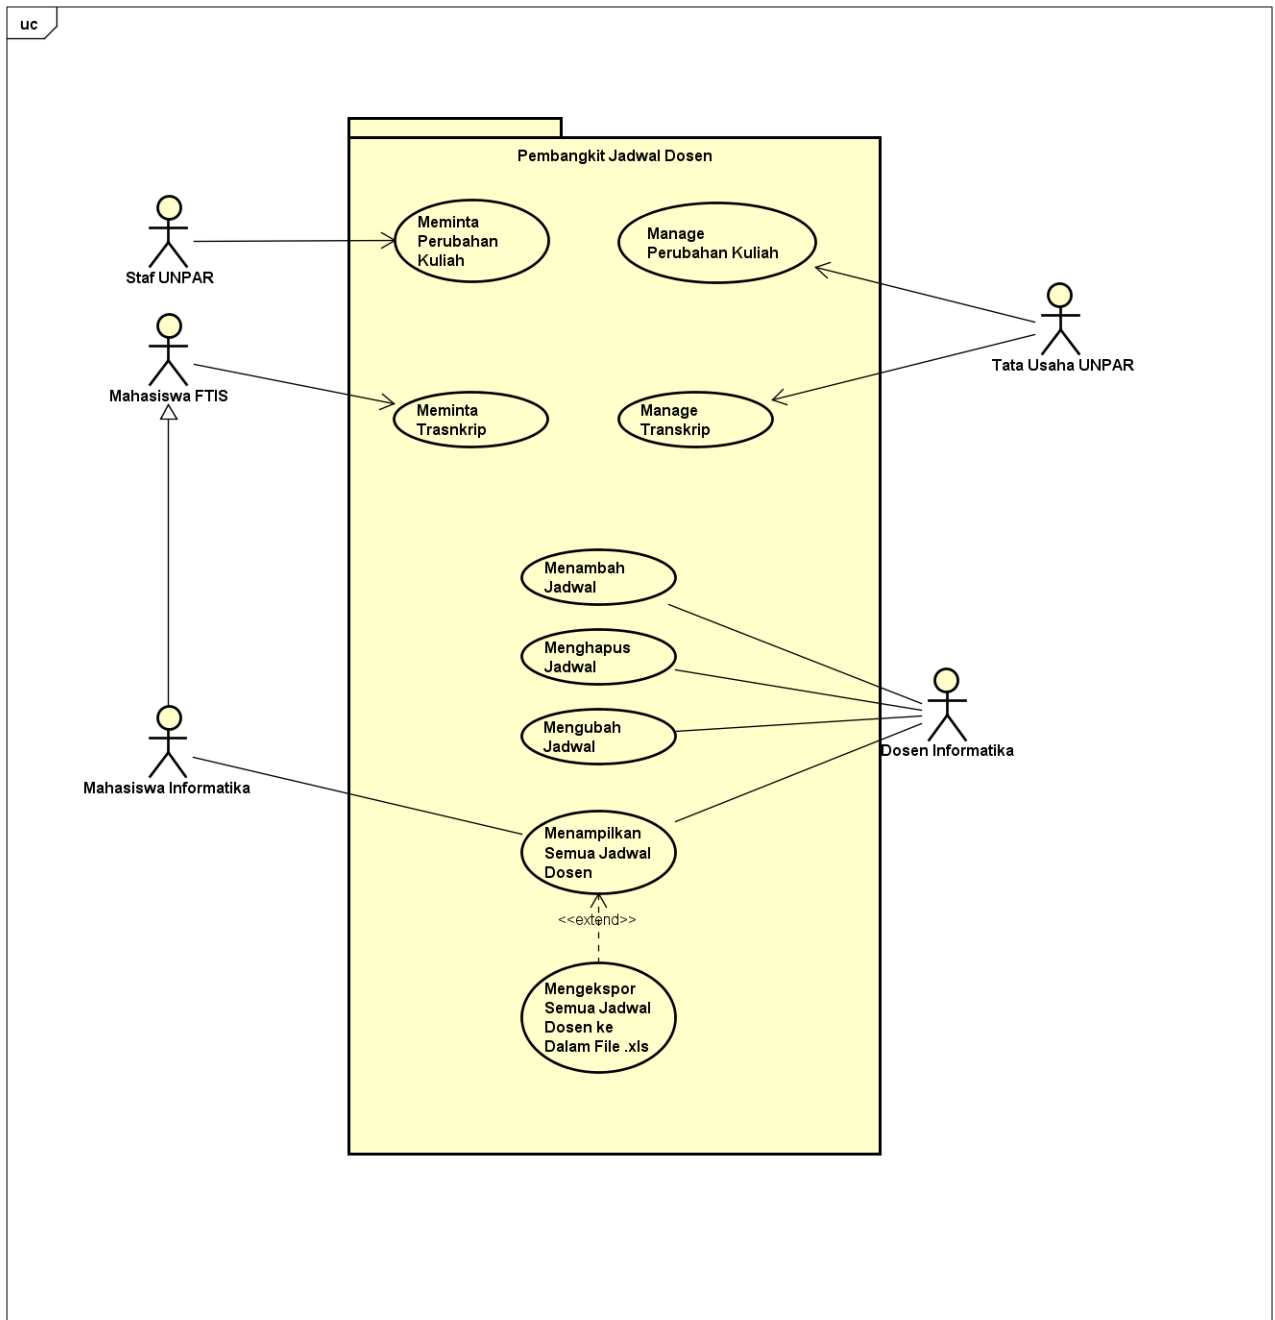 uc
Pembangkit Jadwal Dosen
Staf UNPAR
Meminta
Perubahan
Kuliah
Manage
Perubahan Kuliah
Tata Usaha UNPAR
Mahasiswa FTIS
Meminta
Trasnkrip
Manage
Transkrip
Menambah
Jadwal
Menghapus
Jadwal
Mengubah
Jadwal
Dosen Informatika
Mahasiswa Informatika
Menampilkan
Semua Jadwal
Dosen
<<extend>>
Mengekspor
Semua Jadwal
Dosen ke
Dalam File .xls